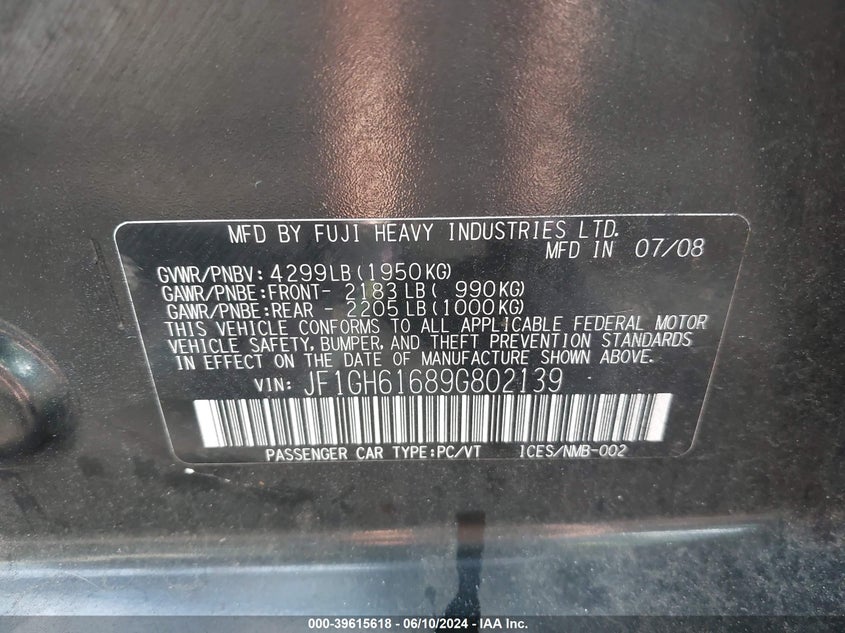 MFD BY FUJI HEAVY INDUSTRIES LTD.
MFD IN 07/08
GVWR/PNBV: 4299LB(1950KG)
GAWR/PNBE:FRONT- 2183LB( 990KG)
GAWR/PNBE:REAR - 2205LB(1000KG)
THIS VEHICLE CONFORMS TO ALL APPLICABLE FEDERAL MOTOR
VEHICLE SAFETY, BUMPER, AND THEFT PREVENTION STANDARDS
IN EFFECT ON THE DATE OF MANUFACTURE SHOWN ABOVE.
VIN: JF1GH61689G802139
PASSENGER CAR TYPE:PC/VT ICES/NMB-002
000-39615618 - 06/10/2024 - IAA Inc.